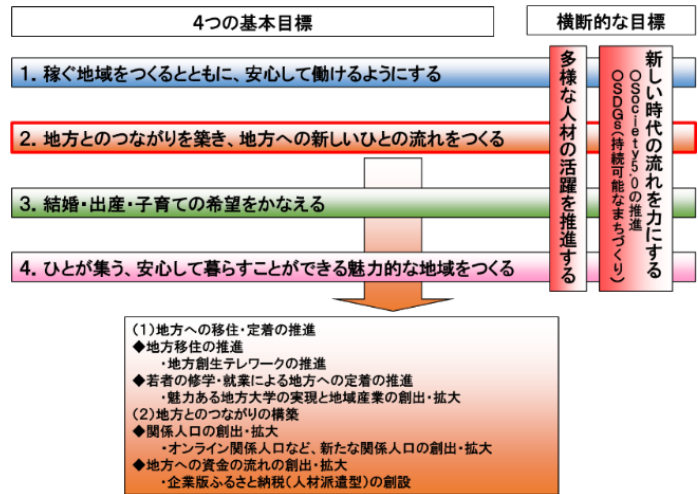 4つの基本目標
横断的な目標
1. 稼ぐ地域をつくるとともに、安心して働けるようにする
2. 地方とのつながりを築き、地方への新しいひとの流れをつくる
3. 結婚・出産・子育ての希望をかなえる
4. ひとが集う、安心して暮らすことができる魅力的な地域をつくる
多様な人材の活躍を推進する
新しい時代の流れを力にする
○Society5.0の推進
○SDGs(持続可能なまちづくり)
(1)地方への移住・定着の推進
◆地方移住の推進
・地方創生テレワークの推進
◆若者の修学・就業による地方への定着の推進
・魅力ある地方大学の実現と地域産業の創出・拡大
(2)地方とのつながりの構築
◆関係人口の創出・拡大
・オンライン関係人口など、新たな関係人口の創出・拡大
◆地方への資金の流れの創出・拡大
・企業版ふるさと納税(人材派遣型)の創設